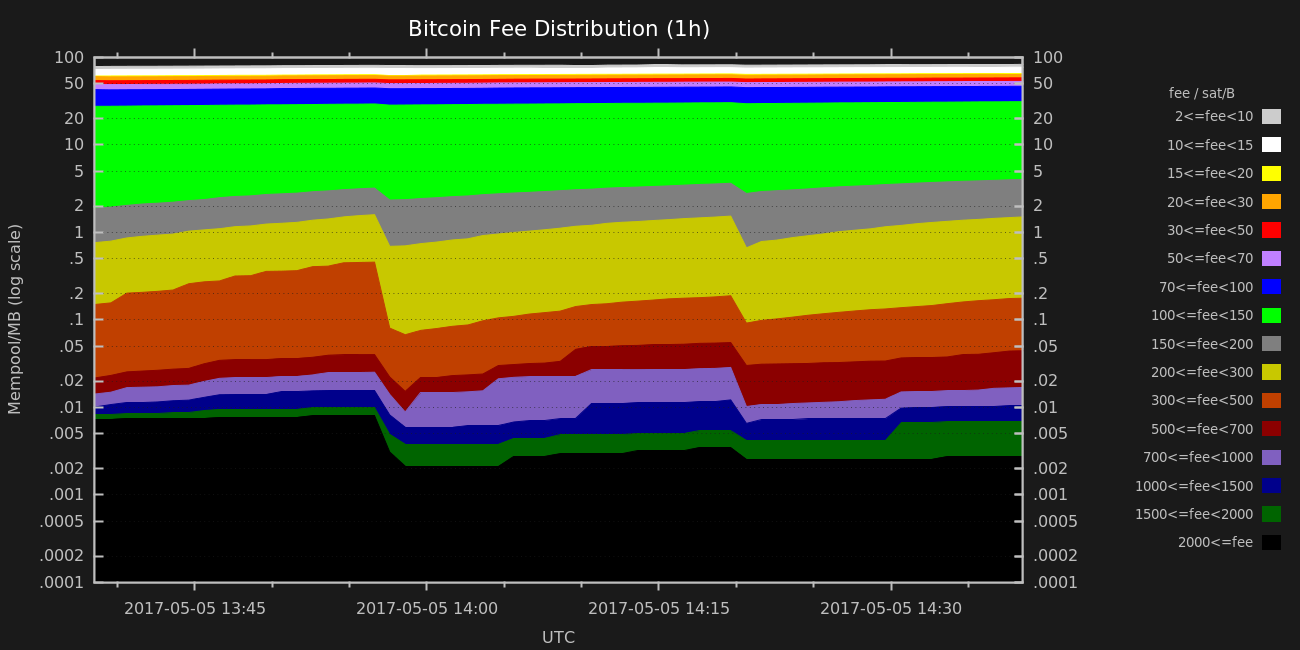 Bitcoin Fee Distribution (1h)
100
50
20
10
5
2
1
.5
.2
.1
.05
.02
.01
.005
.002
.001
.0005
.0002
.0001
Mempool/MB (log scale)
100
50
20
10
5
2
1
.5
.2
.1
.05
.02
.01
.005
.002
.001
.0005
.0002
.0001
2017-05-05 13:45
2017-05-05 14:00
2017-05-05 14:15
2017-05-05 14:30
UTC
fee / sat/B
2<=fee<10
10<=fee<15
15<=fee<20
20<=fee<30
30<=fee<50
50<=fee<70
70<=fee<100
100<=fee<150
150<=fee<200
200<=fee<300
300<=fee<500
500<=fee<700
700<=fee<1000
1000<=fee<1500
1500<=fee<2000
2000<=fee